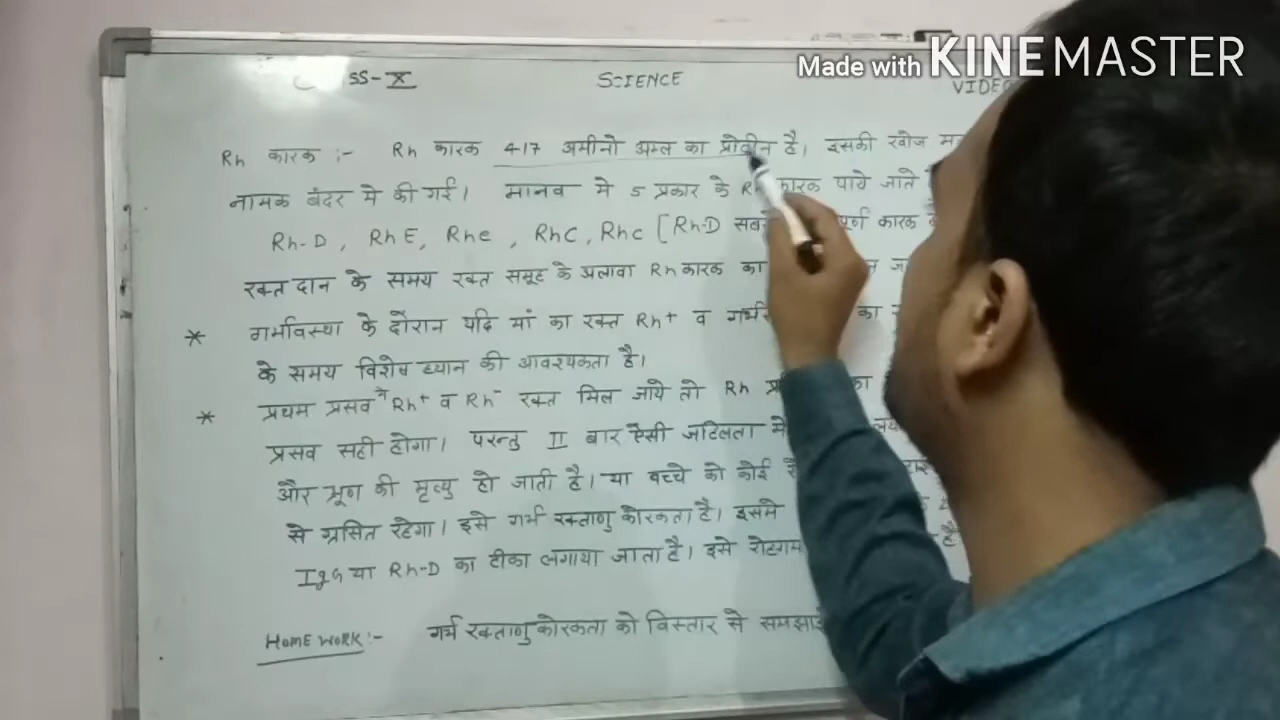 Made with KINEMASTER
SS-X SCIENCE VIDEO
Rh कारक :- Rh कारक 417 अमीनो अम्ल का प्रोटीन है। इसकी खोज
नामक बंदर मे की गई। मानव मे 5 प्रकार के Rh कारक पाये जाते
Rh-D, RhE, Rhe, RhC, Rhc [Rh-D कारक
रक्तदान के समय रक्त समूह के अलावा Rh कारक का
* गर्भावस्था के दौरान यदि मां का रक्त Rh+ व का
के समय विशेष ध्यान की आवश्यकता है।
* प्रथम प्रसव मे Rh+ व Rh- रक्त मिल जाये तो Rh का
प्रसव सही होगा। परन्तु II बार ऐसी जटिलता मे
और भ्रूण की मृत्यु हो जाती है। या बच्चे को कोई
से ग्रसित रहेगा। इसे गर्भ रक्ताणु कोरकता है। इसमे
IgG या Rh-D का टीका लगाया जाता है। इसे है
HOME WORK :- गर्भ रक्ताणु कोरकता को विस्तार से